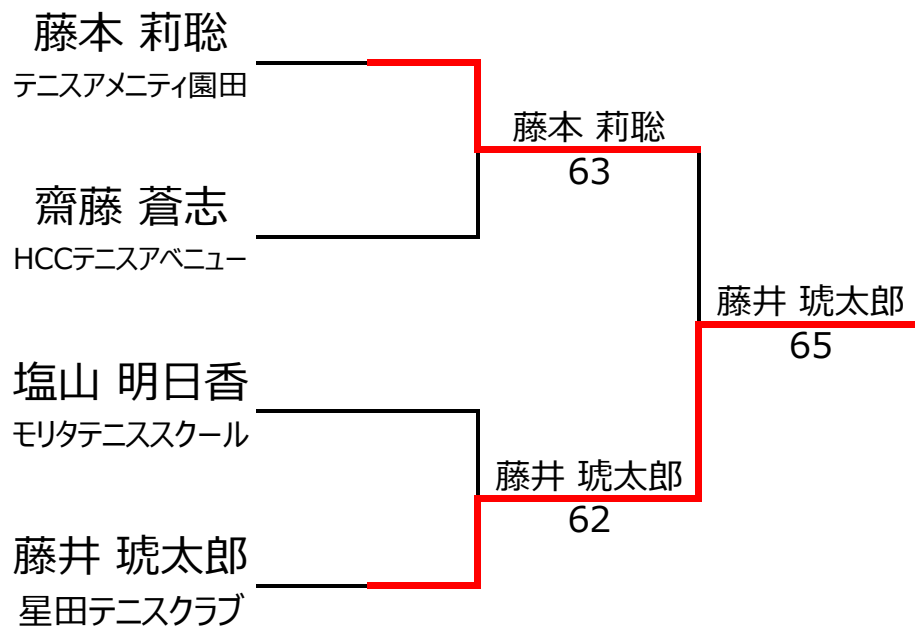 藤本 莉聡
テニスアメニティ園田
藤本 莉聡
63
齋藤 蒼志
HCCテニスアベニュー
藤井 琥太郎
65
塩山 明日香
モリタテニススクール
藤井 琥太郎
62
藤井 琥太郎
星田テニスクラブ